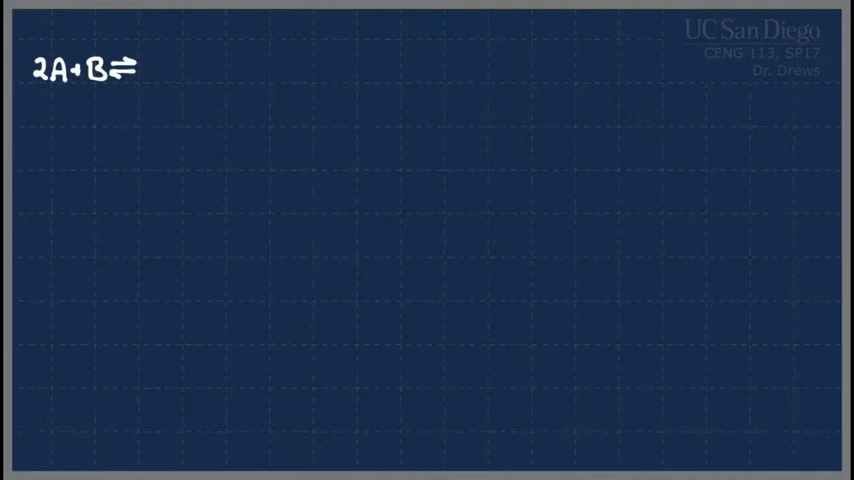 UC San Diego
CENG 113, SP17
Dr. Drews
2A+B⇌